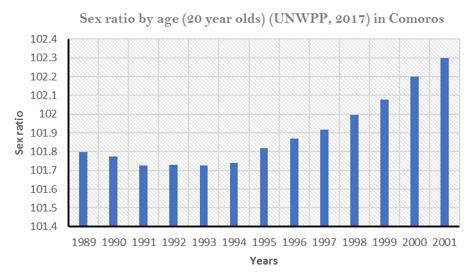 Sex ratio by age (20 year olds) (UNWPP, 2017) in Comoros
102.4
102.3
102.2
102.1
102
101.9
101.8
101.7
101.6
101.5
101.4
Sex ratio
1989 1990 1991 1992 1993 1994 1995 1996 1997 1998 1999 2000 2001
Years